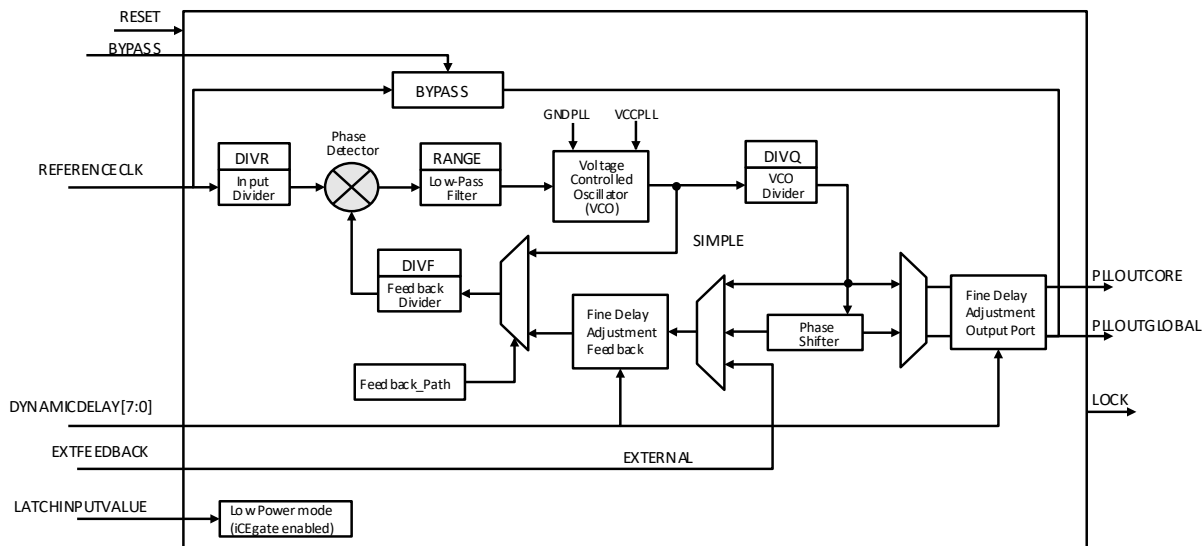 RESET
BYPASS
BYPASS
GNDPLL
VCCPLL
Phase
Detector
DIVR
RANGE
Voltage
Controlled
Oscillator
(VCO)
DIVQ
REFERENCECLK
Input
Divider
Low-Pass
Filter
VCO
Divider
SIMPLE
DIVF
Feedback
Divider
Fine Delay
Adjustment
Feedback
Phase
Shifter
Fine Delay
Adjustment
Output Port
PLLOUTCORE
PLLOUTGLOBAL
Feedback_Path
DYNAMICDELAY[7:0]
LOCK
EXTFEEDBACK
EXTERNAL
LATCHINPUTVALUE
Low Power mode
(iCEgate enabled)